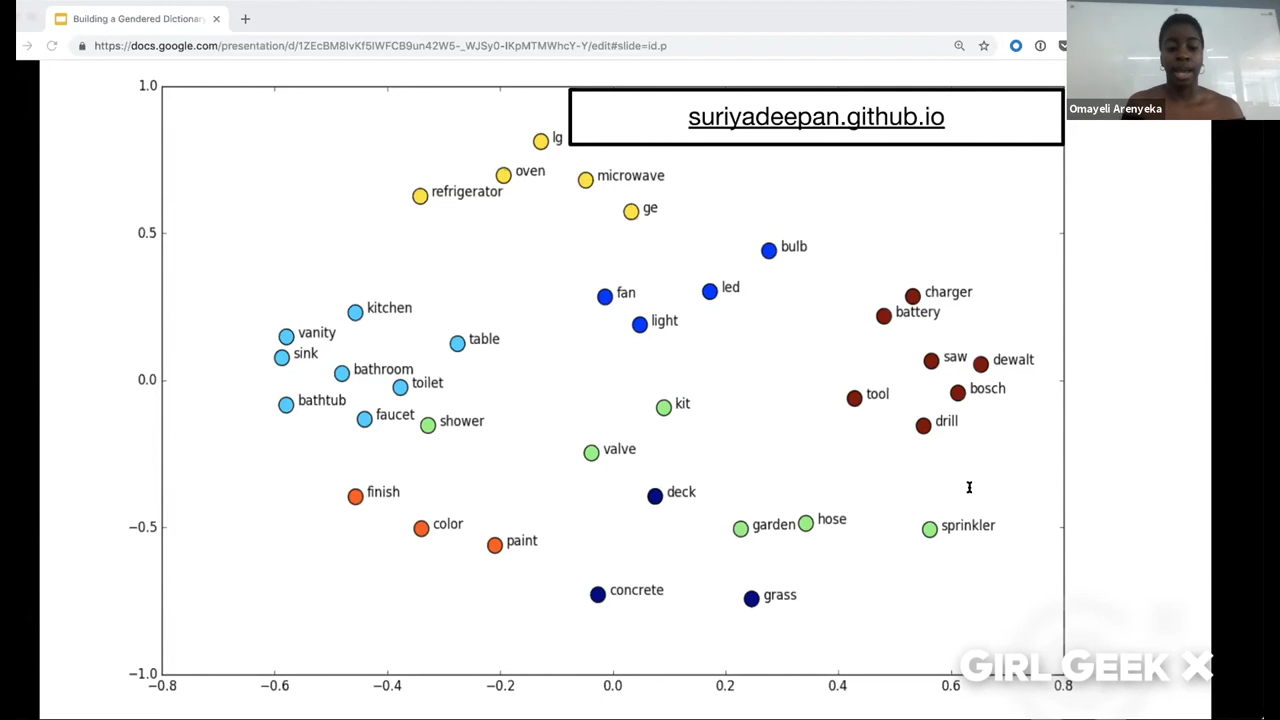 Building a Gendered Dictionary
https://docs.google.com/presentation/d/1ZEcBM8IvKf5IWFCB9un42W5-_WJSy0-IKpMTMWhcY-Y/edit#slide=id.p
Omayeli Arenyeka
suriyadeepan.github.io
1.0
lg
oven
microwave
refrigerator
ge
0.5
bulb
fan
led
charger
kitchen
battery
light
vanity
table
sink
saw
dewalt
bathroom
0.0
toilet
bosch
tool
bathtub
kit
faucet
shower
drill
valve
finish
deck
color
garden
hose
sprinkler
−0.5
paint
concrete
grass
GIRL GEEK X
−1.0
−0.8
−0.6
−0.4
−0.2
0.0
0.2
0.4
0.6
0.8